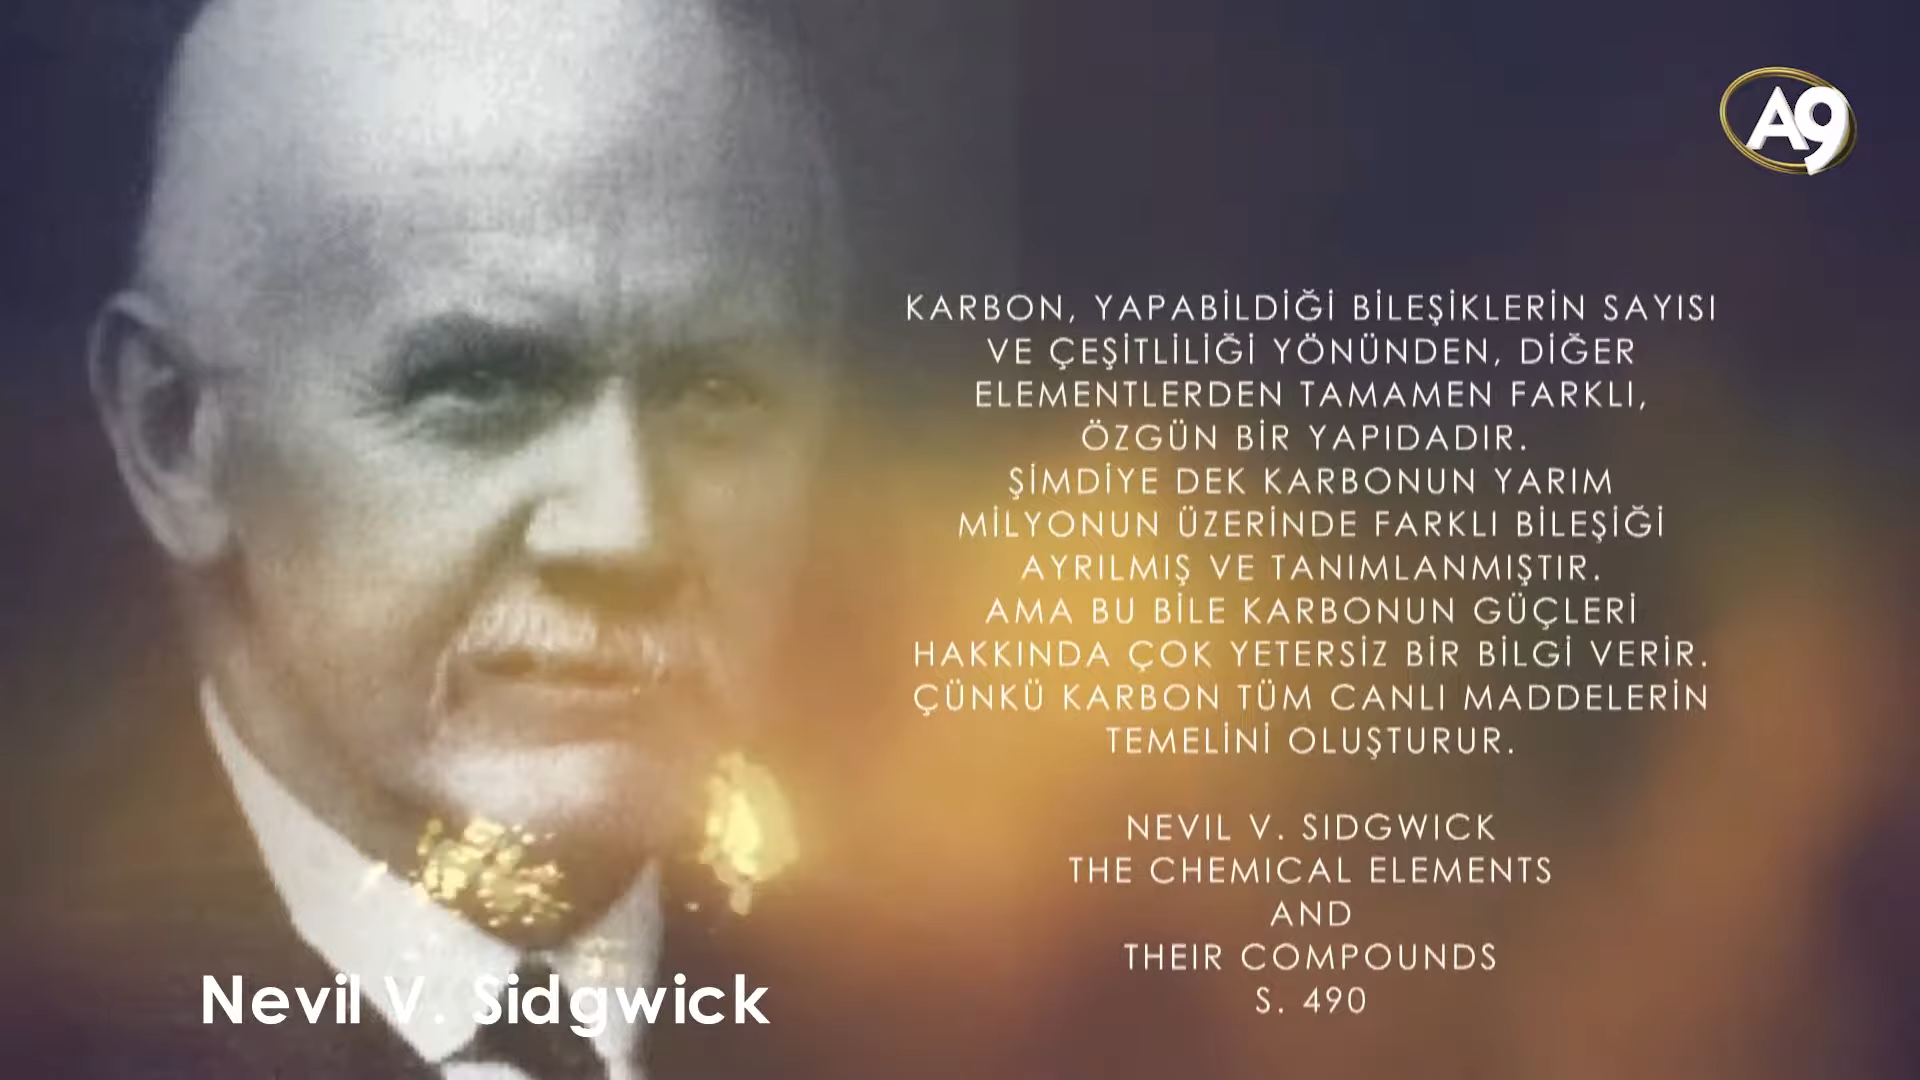 A9
KARBON, YAPABİLDİĞİ BİLEŞİKLERİN SAYISI
VE ÇEŞİTLİLİĞİ YÖNÜNDEN, DİĞER
ELEMENTLERDEN TAMAMEN FARKLI,
ÖZGÜN BİR YAPIDADIR.
ŞİMDİYE DEK KARBONUN YARIM
MİLYONUN ÜZERİNDE FARKLI BİLEŞİĞİ
AYRILMIŞ VE TANIMLANMIŞTIR.
AMA BU BİLE KARBONUN GÜÇLERİ
HAKKINDA ÇOK YETERSİZ BİR BİLGİ VERİR.
ÇÜNKÜ KARBON TÜM CANLI MADDELERİN
TEMELİNİ OLUŞTURUR.
NEVIL V. SIDGWICK
THE CHEMICAL ELEMENTS
AND
THEIR COMPOUNDS
S. 490
Nevil V. Sidgwick